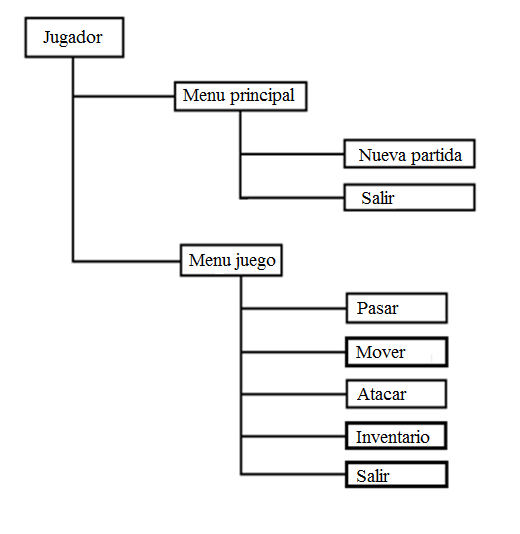 Jugador
Menu principal
Nueva partida
Salir
Menu juego
Pasar
Mover
Atacar
Inventario
Salir